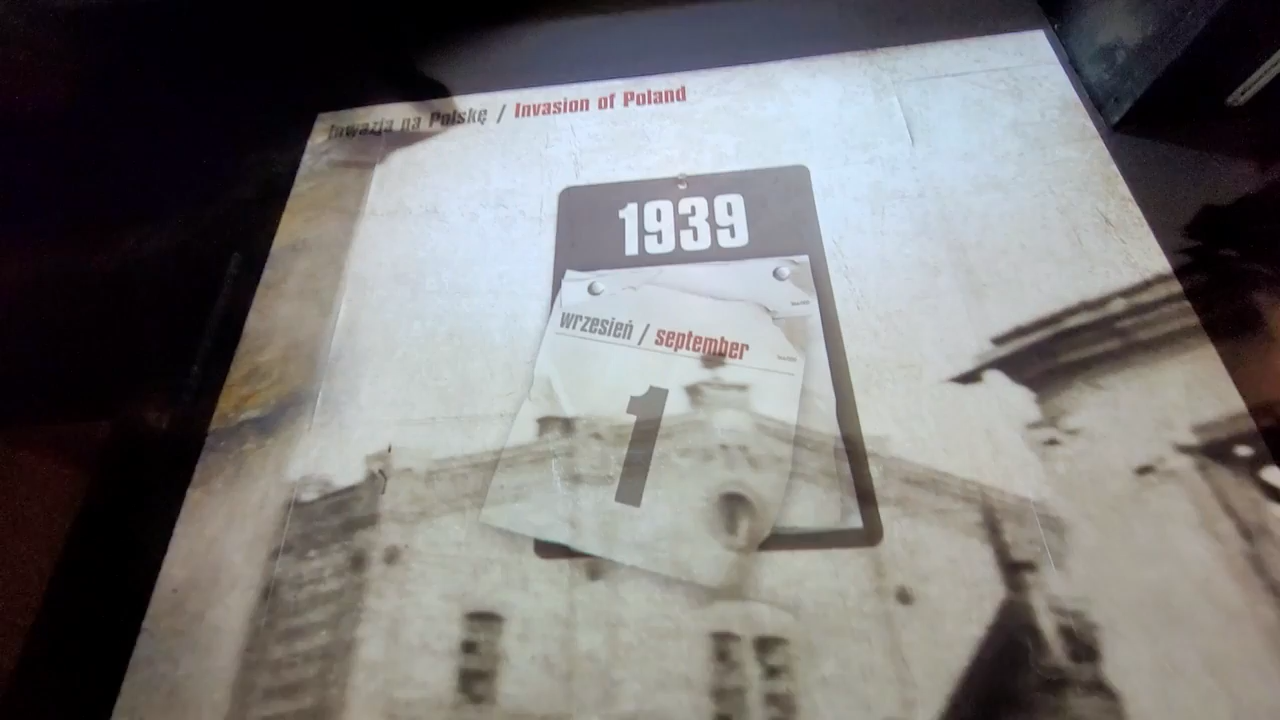 Inwazja na Polskę / Invasion of Poland
1939
wrzesień / september
1